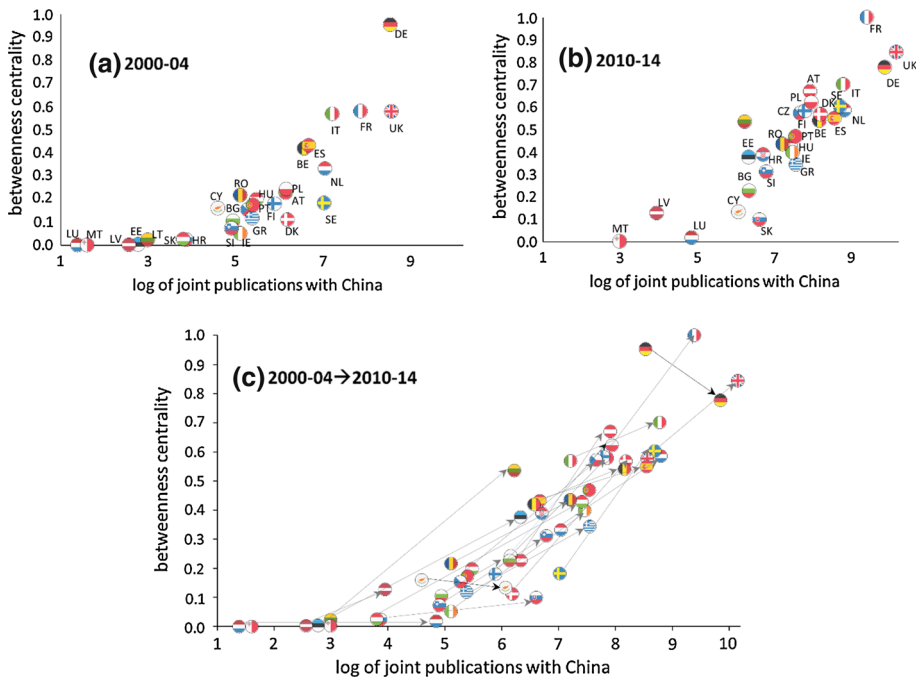 (a) 2000-04
betweenness centrality
1.0
0.9
0.8
0.7
0.6
0.5
0.4
0.3
0.2
0.1
0.0
DE
IT FR UK
BE ES
NL
CY RO HU PL
AT
BG PT FI SE
GR DK
SI IE
LU MT LV EE LT SK HR
1 3 5 7 9
log of joint publications with China
(b) 2010-14
betweenness centrality
1.0
0.9
0.8
0.7
0.6
0.5
0.4
0.3
0.2
0.1
0.0
FR
UK
DE
AT IT
PL SE
CZ DK
FI BE ES NL
RO PT
EE HU
HR IE
BG SI GR
CY
SK
MT LU
1 3 5 7 9
log of joint publications with China
(c) 2000-04→2010-14
betweenness centrality
1.0
0.9
0.8
0.7
0.6
0.5
0.4
0.3
0.2
0.1
0.0
1 2 3 4 5 6 7 8 9 10
log of joint publications with China